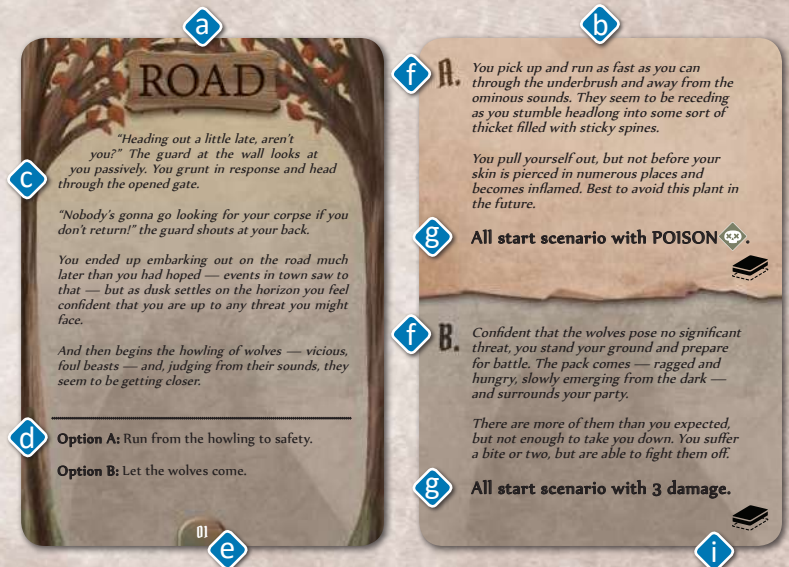 a
b
ROAD
f
A.
You pick up and run as fast as you can
through the underbrush and away from the
ominous sounds. They seem to be receding
as you stumble headlong into some sort of
thicket filled with sticky spines.
You pull yourself out, but not before your
skin is pierced in numerous places and
becomes inflamed. Best to avoid this plant in
the future.
g
All start scenario with POISON.
c
“Heading out a little late, aren't
you?” The guard at the wall looks at
you passively. You grunt in response and head
through the opened gate.
“Nobody's gonna go looking for your corpse if you
don't return!” the guard shouts at your back.
You ended up embarking out on the road much
later than you had hoped — events in town saw to
that — but as dusk settles on the horizon you feel
confident that you are up to any threat you might
face.
And then begins the howling of wolves — vicious,
foul beasts — and, judging from their sounds, they
seem to be getting closer.
d
Option A: Run from the howling to safety.
Option B: Let the wolves come.
01
e
f
B.
Confident that the wolves pose no significant
threat, you stand your ground and prepare
for battle. The pack comes — ragged and
hungry, slowly emerging from the dark —
and surrounds your party.
There are more of them than you expected,
but not enough to take you down. You suffer
a bite or two, but are able to fight them off.
g
All start scenario with 3 damage.
i